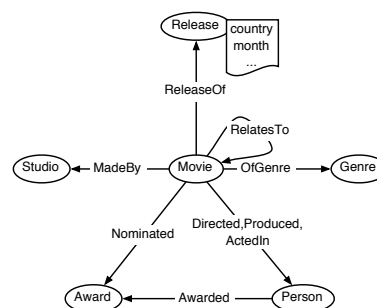 Release
country
month
...
ReleaseOf
RelatesTo
Studio
MadeBy
Movie
OfGenre
Genre
Nominated
Directed,Produced,
ActedIn
Award
Awarded
Person